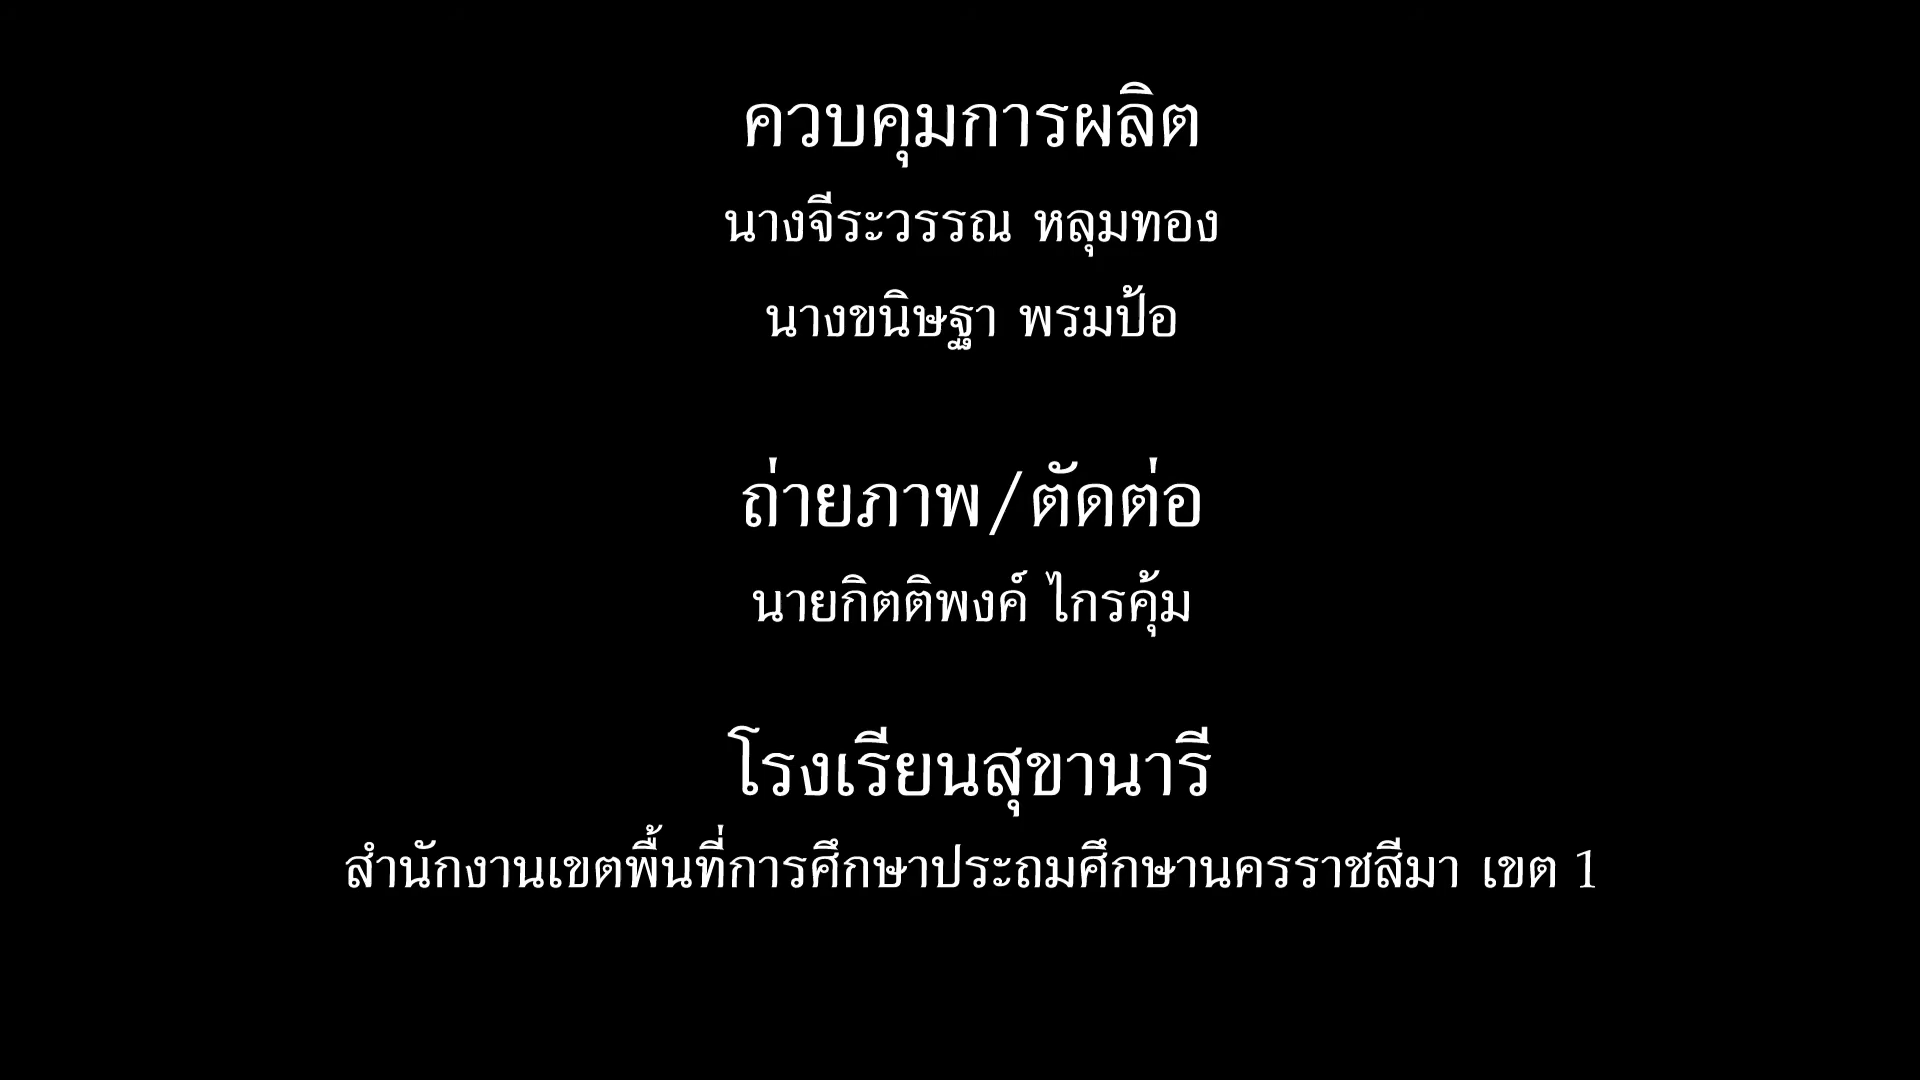 ควบคุมการผลิต
นางจีระวรรณ หลุมทอง
นางขนิษฐา พรมป้อ
ถ่ายภาพ/ตัดต่อ
นายกิตติพงค์ ไกรคุ้ม
โรงเรียนสุขานารี
สำนักงานเขตพื้นที่การศึกษาประถมศึกษานครราชสีมา เขต 1